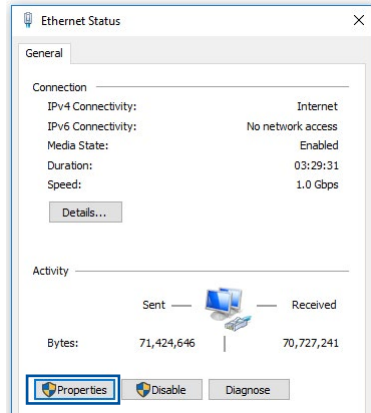 Ethernet Status
General
Connection
IPv4 Connectivity: Internet
IPv6 Connectivity: No network access
Media State: Enabled
Duration: 03:29:31
Speed: 1.0 Gbps
Details...
Activity
Sent Received
Bytes: 71,424,646 70,727,241
Properties Disable Diagnose